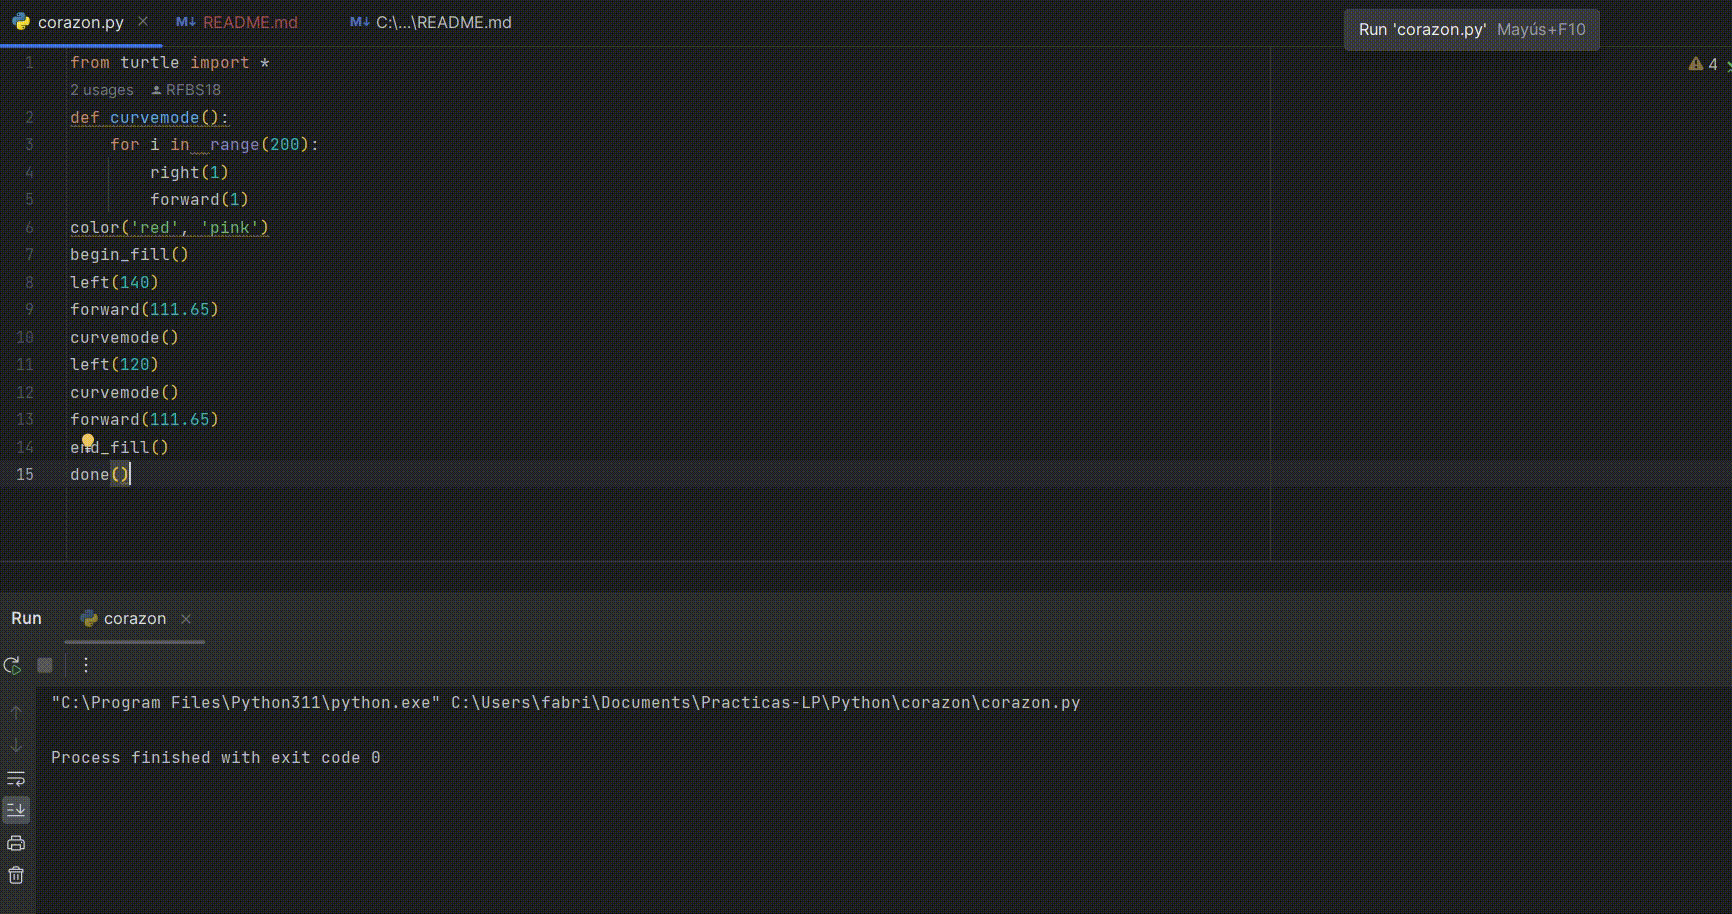 corazon.py × M↓ README.md M↓ C:\...\README.md
Run 'corazon.py' Mayús+F10
4
1 from turtle import *
2 usages RFBS18
2 def curvemode():
3     for i in  range(200):
4         right(1)
5         forward(1)
6 color('red', 'pink')
7 begin_fill()
8 left(140)
9 forward(111.65)
10 curvemode()
11 left(120)
12 curvemode()
13 forward(111.65)
14 end_fill()
15 done()
Run corazon ×
"C:\Program Files\Python311\python.exe" C:\Users\fabri\Documents\Practicas-LP\Python\corazon\corazon.py
Process finished with exit code 0